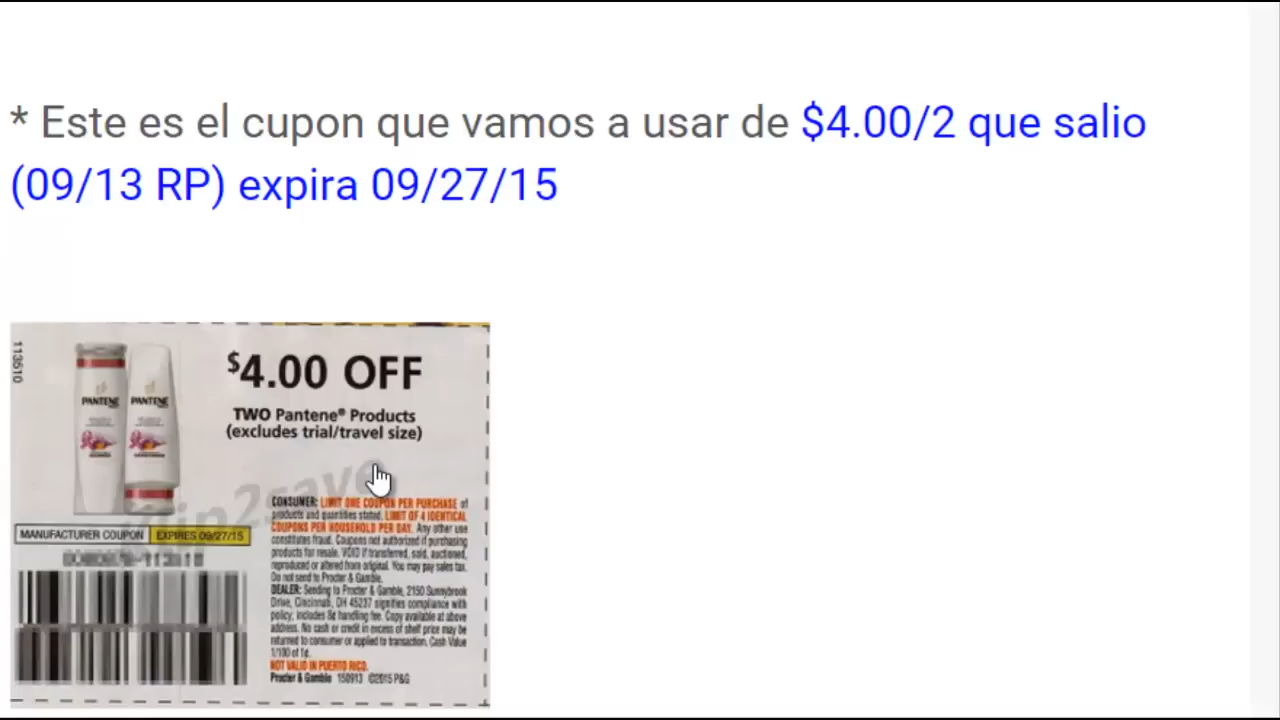 * Este es el cupon que vamos a usar de $4.00/2 que salio
(09/13 RP) expira 09/27/15
113510
$4.00 OFF
TWO Pantene® Products
(excludes trial/travel size)
PANTENE
PANTENE
CONSUMER: LIMIT ONE COUPON PER PURCHASE of
products and quantities stated. LIMIT OF 4 IDENTICAL
COUPONS PER HOUSEHOLD PER DAY. Any other use
constitutes fraud. Coupons not authorized if purchasing
products for resale. VOID if transferred, sold, auctioned,
reproduced or altered from original. You may pay sales tax.
Do not send to Procter & Gamble.
DEALER: Sending to Procter & Gamble, 2150 Sunnybrook
Drive, Cincinnati, OH 45237 signifies compliance with
policy; includes 8¢ handling fee. Copy available at above
address. No cash or credit in excess of shelf price may be
returned to consumer or applied to transaction. Cash Value
1/100 of 1¢.
NOT VALID IN PUERTO RICO.
Procter & Gamble 150913 ©2015 P&G
MANUFACTURER COUPON EXPIRES 09/27/15